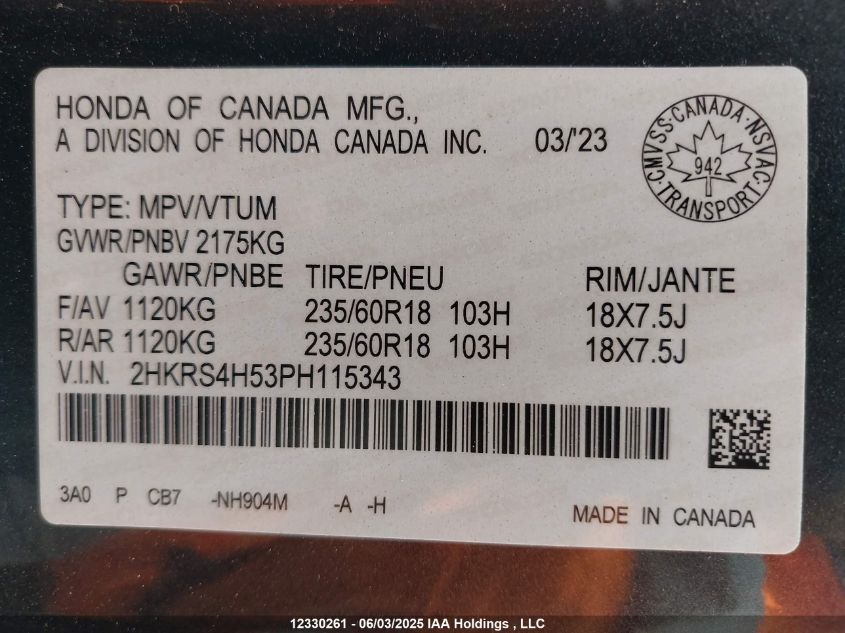 HONDA OF CANADA MFG.,
A DIVISION OF HONDA CANADA INC. 03/'23
CMVSS · CANADA · NSVAC · TRANSPORT
942
TYPE: MPV/VTUM
GVWR/PNBV 2175KG
GAWR/PNBE TIRE/PNEU RIM/JANTE
F/AV 1120KG 235/60R18 103H 18X7.5J
R/AR 1120KG 235/60R18 103H 18X7.5J
V.I.N. 2HKRS4H53PH115343
3A0 P CB7 -NH904M -A -H
MADE IN CANADA
12330261 - 06/03/2025 IAA Holdings , LLC